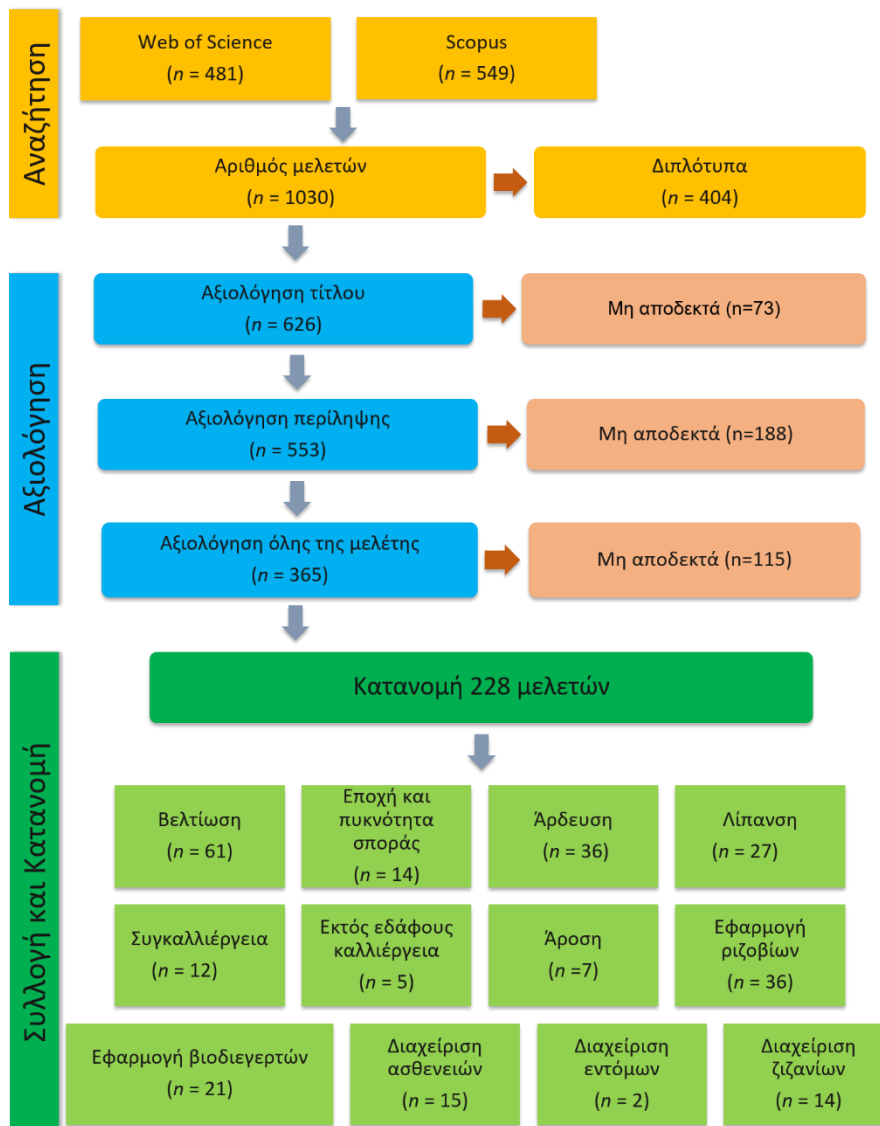 Αναζήτηση
Web of Science
(n = 481)
Scopus
(n = 549)
Αριθμός μελετών
(n = 1030)
Διπλότυπα
(n = 404)
Αξιολόγηση
Αξιολόγηση τίτλου
(n = 626)
Μη αποδεκτά (n=73)
Αξιολόγηση περίληψης
(n = 553)
Μη αποδεκτά (n=188)
Αξιολόγηση όλης της μελέτης
(n = 365)
Μη αποδεκτά (n=115)
Συλλογή και Κατανομή
Κατανομή 228 μελετών
Βελτίωση
(n = 61)
Εποχή και
πυκνότητα
σποράς
(n = 14)
Άρδευση
(n = 36)
Λίπανση
(n = 27)
Συγκαλλιέργεια
(n = 12)
Εκτός εδάφους
καλλιέργεια
(n = 5)
Άροση
(n =7)
Εφαρμογή
ριζοβίων
(n = 36)
Εφαρμογή βιοδιεγερτών
(n = 21)
Διαχείριση
ασθενειών
(n = 15)
Διαχείριση
εντόμων
(n = 2)
Διαχείριση
ζιζανίων
(n = 14)